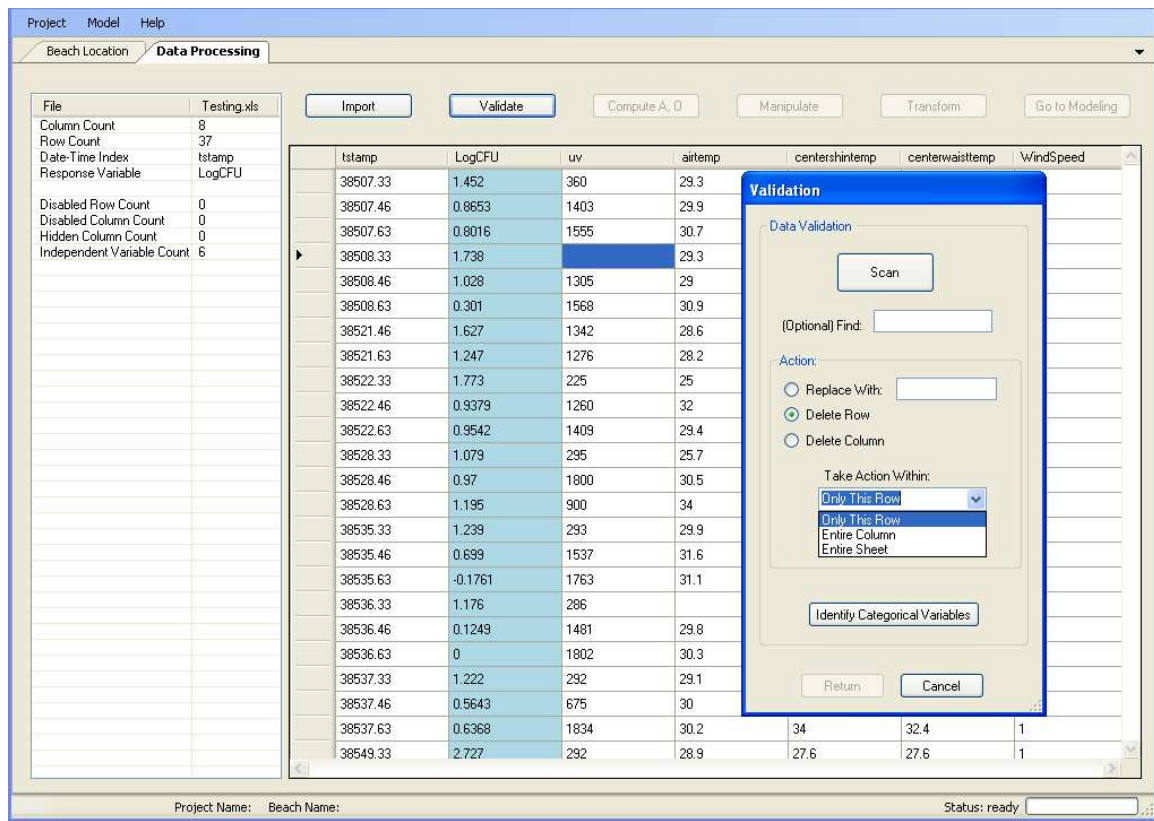 Project Model Help
Beach Location Data Processing
File Testing.xls
Column Count 8
Row Count 37
Date-Time Index tstamp
Response Variable LogCFU
Disabled Row Count 0
Disabled Column Count 0
Hidden Column Count 0
Independent Variable Count 6
Import Validate Compute A, O Manipulate Transform Go to Modeling
tstamp LogCFU uv airtemp centershintemp centerwaisttemp WindSpeed
38507.33 1.452 360 29.3
38507.46 0.8653 1403 29.9
38507.63 0.8016 1555 30.7
38508.33 1.738 29.3
38508.46 1.028 1305 29
38508.63 0.301 1568 30.9
38521.46 1.627 1342 28.6
38521.63 1.247 1276 28.2
38522.33 1.773 225 25
38522.46 0.9379 1260 32
38522.63 0.9542 1409 29.4
38528.33 1.079 295 25.7
38528.46 0.97 1800 30.5
38528.63 1.195 900 34
38535.33 1.239 293 29.9
38535.46 0.699 1537 31.6
38535.63 -0.1761 1763 31.1
38536.33 1.176 286
38536.46 0.1249 1481 29.8
38536.63 0 1802 30.3
38537.33 1.222 292 29.1
38537.46 0.5643 675 30
38537.63 0.6368 1834 30.2 34 32.4 1
38549.33 2.727 292 28.9 27.6 27.6 1
Validation
Data Validation
Scan
(Optional) Find:
Action:
Replace With:
Delete Row
Delete Column
Take Action Within:
Only This Row
Only This Row
Entire Column
Entire Sheet
Identify Categorical Variables
Return Cancel
Project Name: Beach Name: Status: ready